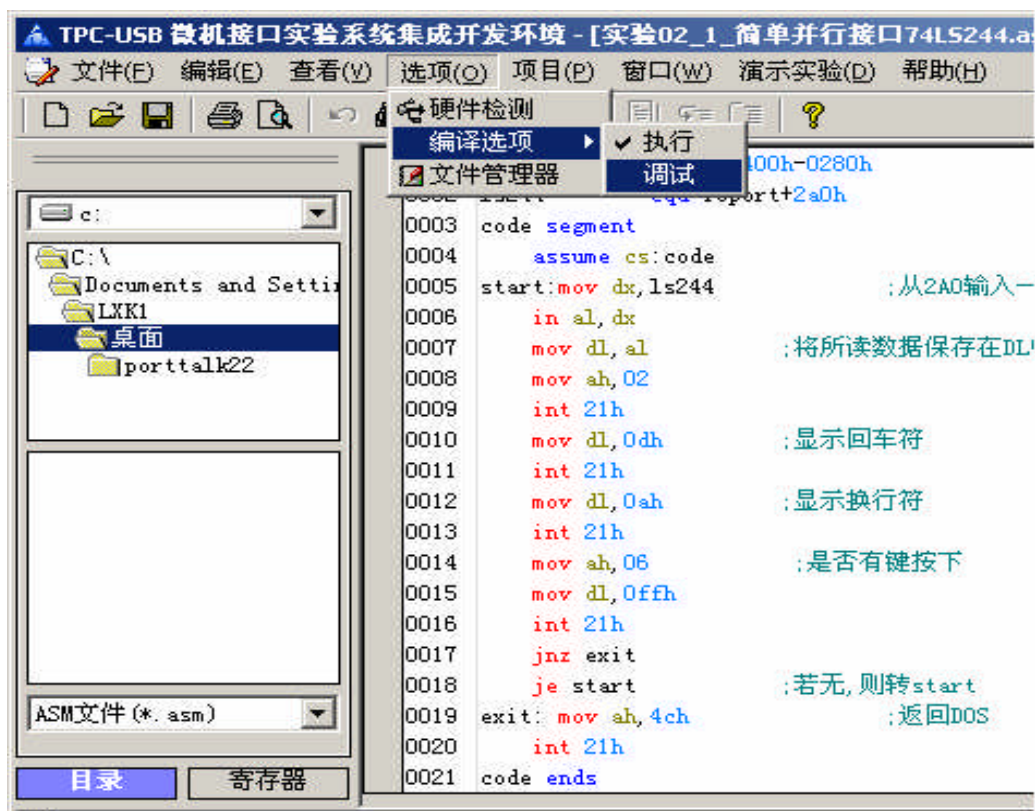 TPC-USB 微机接口实验系统集成开发环境 - [实验02_1_简单并行接口74LS244.as
文件(F) 编辑(E) 查看(V) 选项(O) 项目(P) 窗口(W) 演示实验(D) 帮助(H)
硬件检测
编译选项
文件管理器
执行
调试
c:
C:\
Documents and Settin
LXK1
桌面
porttalk22
ASM文件(*.asm)
目录 寄存器
400h-0280h
0002 ls244 equ ioport+2a0h
0003 code segment
0004 assume cs:code
0005 start:mov dx,ls244 ;从2A0输入一
0006 in al,dx
0007 mov dl,al ;将所读数据保存在DL中
0008 mov ah,02
0009 int 21h
0010 mov dl,0dh ;显示回车符
0011 int 21h
0012 mov dl,0ah ;显示换行符
0013 int 21h
0014 mov ah,06 ;是否有键按下
0015 mov dl,0ffh
0016 int 21h
0017 jnz exit
0018 je start ;若无,则转start
0019 exit: mov ah,4ch ;返回DOS
0020 int 21h
0021 code ends